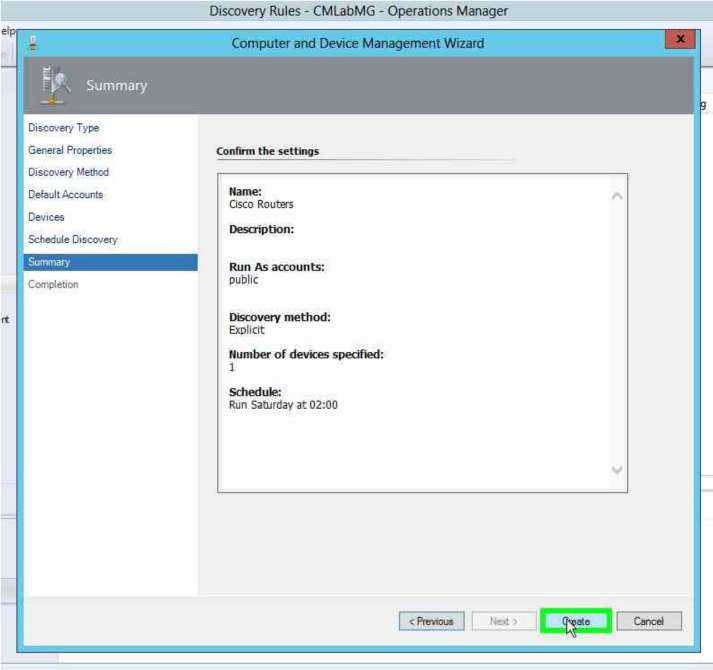 Discovery Rules - CMLabMG - Operations Manager
elp
Computer and Device Management Wizard
x
Summary
g
Discovery Type
General Properties
Discovery Method
Default Accounts
Devices
Schedule Discovery
Summary
Completion
rt
Confirm the settings
Name:
Cisco Routers
Description:
Run As accounts:
public
Discovery method:
Explicit
Number of devices specified:
1
Schedule:
Run Saturday at 02:00
< Previous
Next >
Create
Cancel